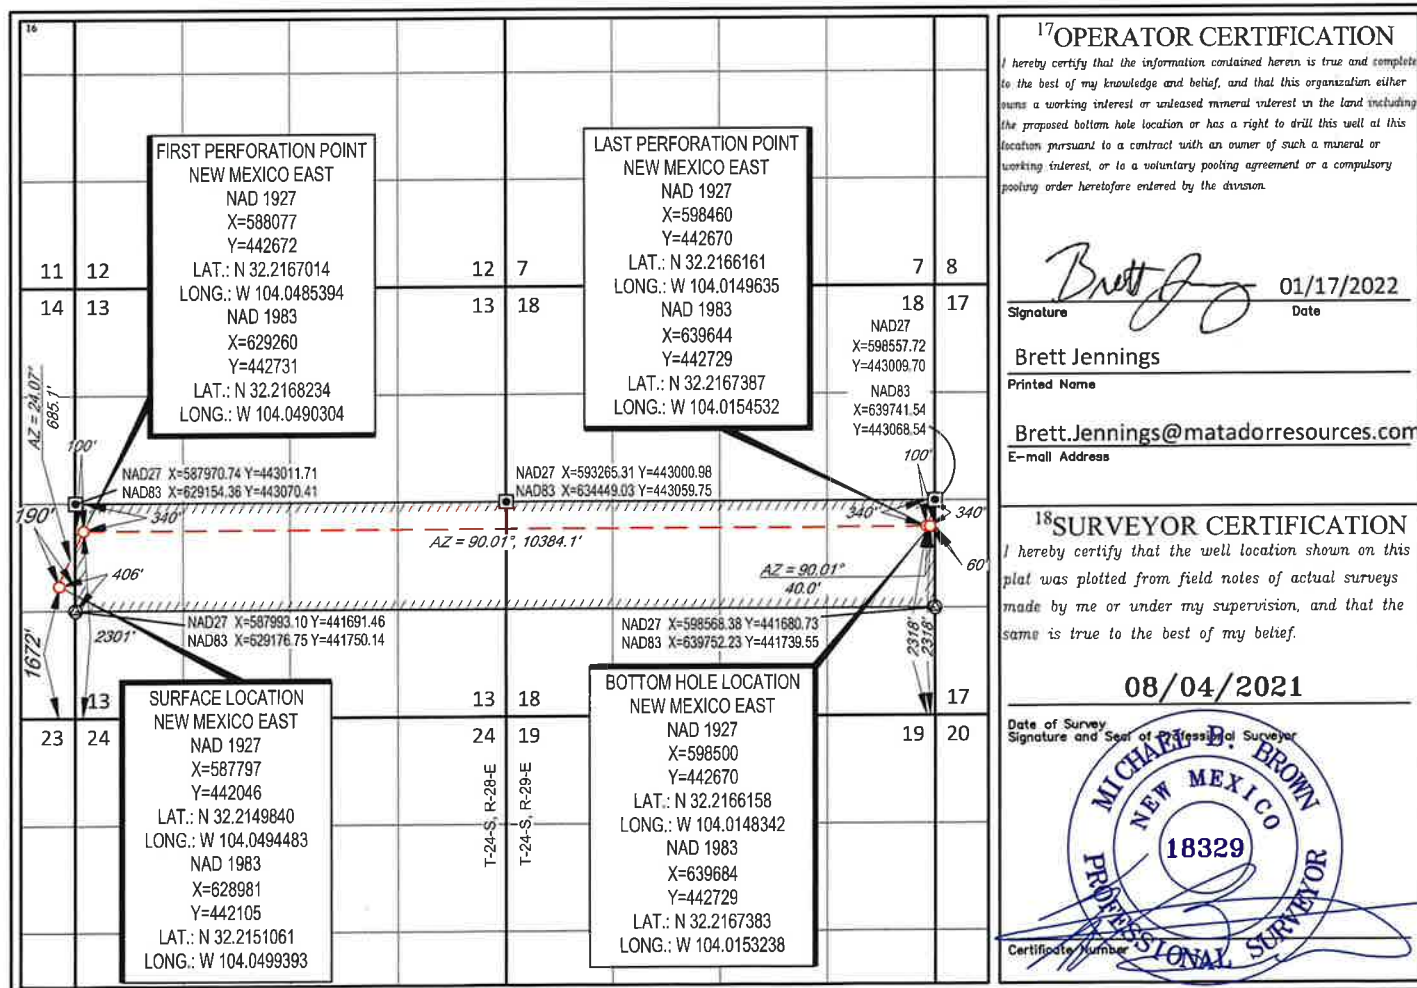 16
FIRST PERFORATION POINT
NEW MEXICO EAST
NAD 1927
X=588077
Y=442672
LAT.: N 32.2167014
LONG.: W 104.0485394
NAD 1983
X=629260
Y=442731
LAT.: N 32.2168234
LONG.: W 104.0490304
LAST PERFORATION POINT
NEW MEXICO EAST
NAD 1927
X=598460
Y=442670
LAT.: N 32.2166161
LONG.: W 104.0149635
NAD 1983
X=639644
Y=442729
LAT.: N 32.2167387
LONG.: W 104.0154532
11 12
14 13
12 7
13 18
7 8
18 17
NAD27
X=598557.72
Y=443009.70
NAD83
X=639741.54
Y=443068.54
AZ = 24.07°
685.1'
100'
NAD27 X=587970.74 Y=443011.71
NAD83 X=629154.36 Y=443070.41
NAD27 X=593265.31 Y=443000.98
NAD83 X=634449.03 Y=443059.75
100'
190'
340'
340'
340'
AZ = 90.01°, 10384.1'
406'
AZ = 90.01°
40.0'
60'
2301'
1672'
NAD27 X=587993.10 Y=441691.46
NAD83 X=629176.75 Y=441750.14
NAD27 X=598568.38 Y=441680.73
NAD83 X=639752.23 Y=441739.55
2318'
2318'
SURFACE LOCATION
NEW MEXICO EAST
NAD 1927
X=587797
Y=442046
LAT.: N 32.2149840
LONG.: W 104.0494483
NAD 1983
X=628981
Y=442105
LAT.: N 32.2151061
LONG.: W 104.0499393
BOTTOM HOLE LOCATION
NEW MEXICO EAST
NAD 1927
X=598500
Y=442670
LAT.: N 32.2166158
LONG.: W 104.0148342
NAD 1983
X=639684
Y=442729
LAT.: N 32.2167383
LONG.: W 104.0153238
13
23 24
13 18
24 19
17
19 20
T-24-S, R-28-E
T-24-S, R-29-E
17OPERATOR CERTIFICATION
I hereby certify that the information contained herein is true and complete
to the best of my knowledge and belief, and that this organization either
owns a working interest or unleased mineral interest in the land including
the proposed bottom hole location or has a right to drill this well at this
location pursuant to a contract with an owner of such a mineral or
working interest, or to a voluntary pooling agreement or a compulsory
pooling order heretofore entered by the division.
01/17/2022
Signature Date
Brett Jennings
Printed Name
Brett.Jennings@matadorresources.com
E-mail Address
18SURVEYOR CERTIFICATION
I hereby certify that the well location shown on this
plat was plotted from field notes of actual surveys
made by me or under my supervision, and that the
same is true to the best of my belief.
08/04/2021
Date of Survey
Signature and Seal of Professional Surveyor
MICHAEL B. BROWN
NEW MEXICO
18329
PROFESSIONAL SURVEYOR
Certificate Number